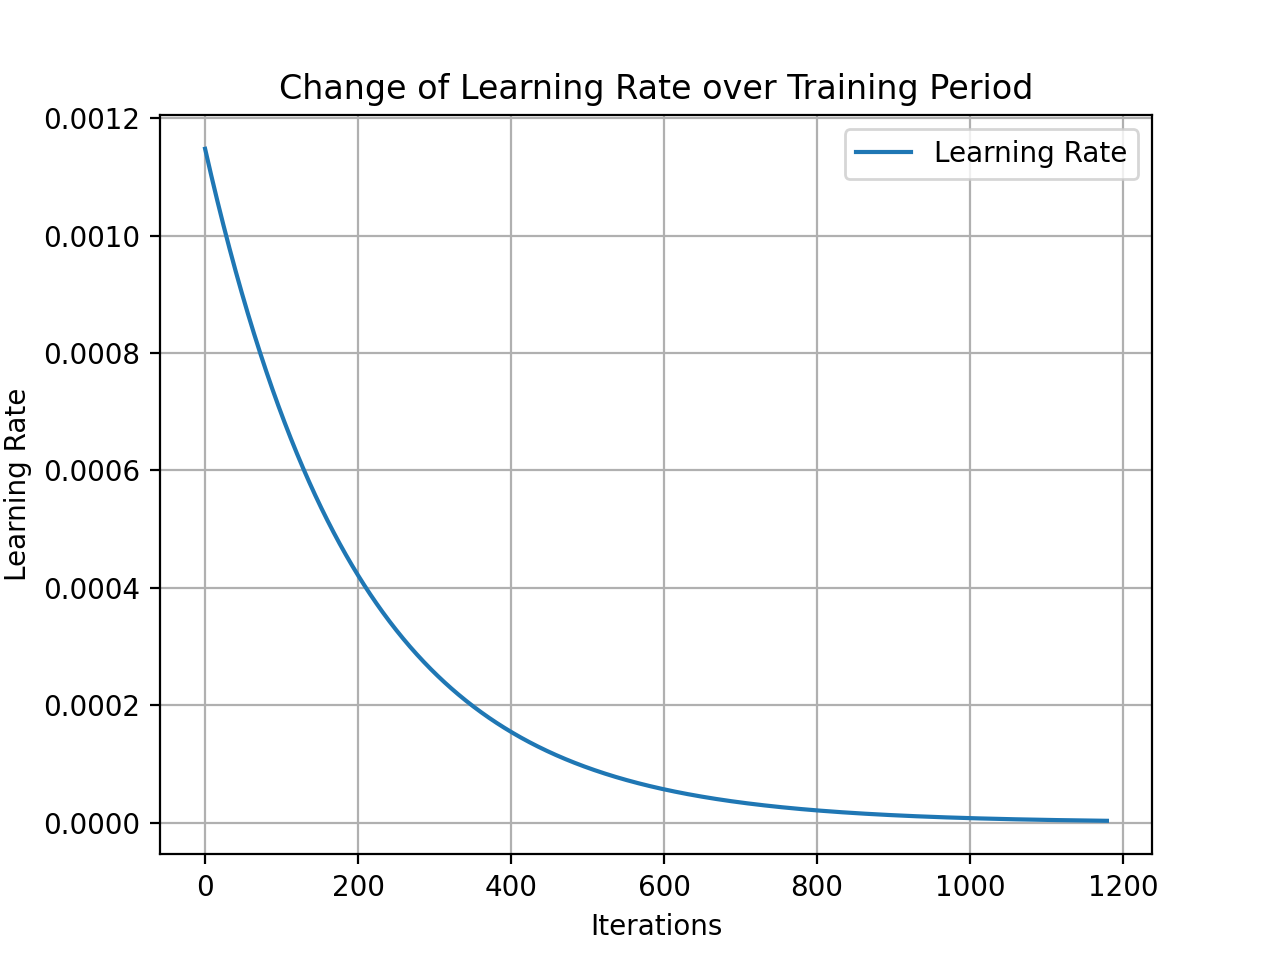 Change of Learning Rate over Training Period
Learning Rate
0.0012
0.0010
0.0008
0.0006
0.0004
0.0002
0.0000
Learning Rate
0 200 400 600 800 1000 1200
Iterations